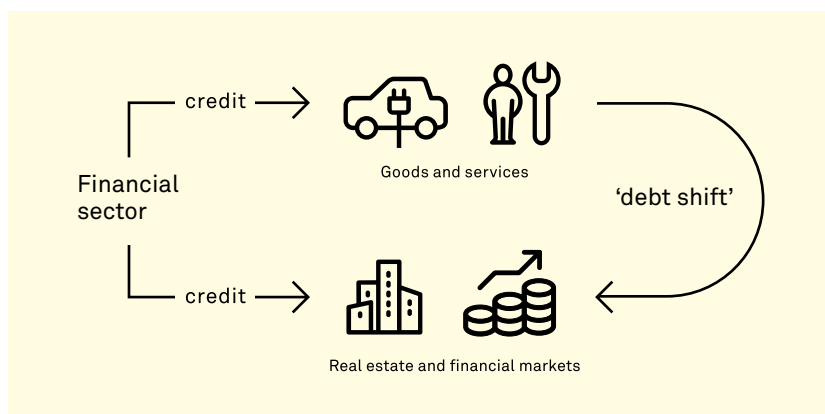 credit
Goods and services
Financial
sector
‘debt shift’
credit
Real estate and financial markets